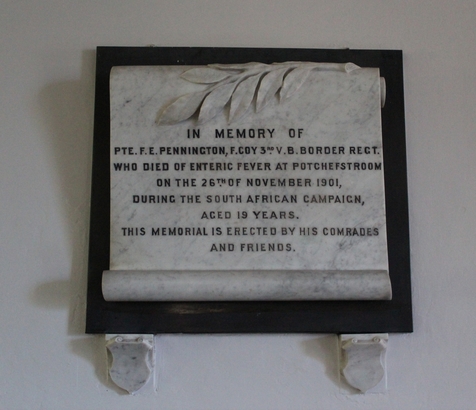 IN MEMORY OF
PTE. F. E. PENNINGTON, F. COY 3RD V. B. BORDER REGT.
WHO DIED OF ENTERIC FEVER AT POTCHEFSTROOM
ON THE 26TH OF NOVEMBER 1901,
DURING THE SOUTH AFRICAN CAMPAIGN,
AGED 19 YEARS.
THIS MEMORIAL IS ERECTED BY HIS COMRADES
AND FRIENDS.